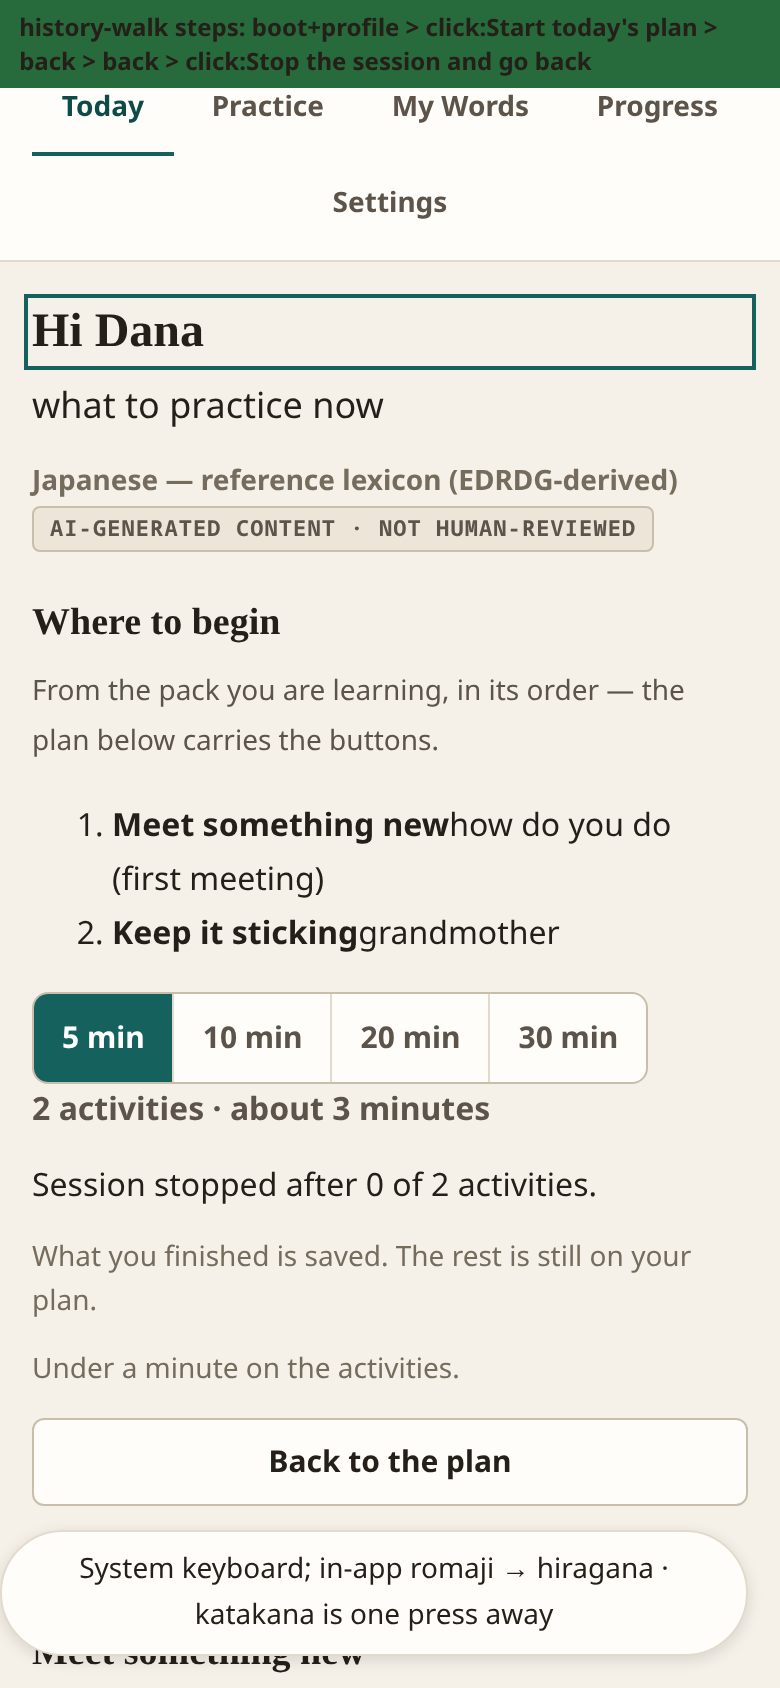 history-walk steps: boot+profile > click:Start today's plan >
back > back > click:Stop the session and go back
Today Practice My Words Progress
Settings
Hi Dana
what to practice now
Japanese — reference lexicon (EDRDG-derived)
AI-GENERATED CONTENT · NOT HUMAN-REVIEWED
Where to begin
From the pack you are learning, in its order — the
plan below carries the buttons.
1. Meet something newhow do you do
(first meeting)
2. Keep it stickinggrandmother
5 min 10 min 20 min 30 min
2 activities · about 3 minutes
Session stopped after 0 of 2 activities.
What you finished is saved. The rest is still on your
plan.
Under a minute on the activities.
Back to the plan
System keyboard; in-app romaji → hiragana ·
katakana is one press away
Meet something new